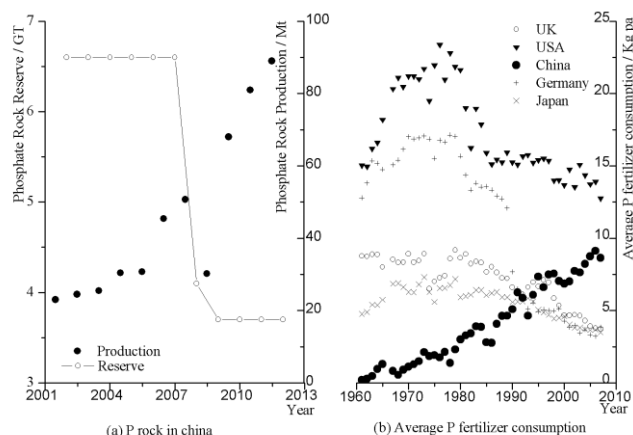 Phosphate Rock Reserve / GT
7
6
5
4
3
2001
2004
2007
2010
2013
Year
Production
Reserve
(a) P rock in china
Phosphate Rock Production / Mt
100
80
60
40
20
0
UK
USA
China
Germany
Japan
1960
1970
1980
1990
2000
2010
Year
(b) Average P fertilizer consumption
Average P fertilizer consumption / Kg pa
25
20
15
10
5
0